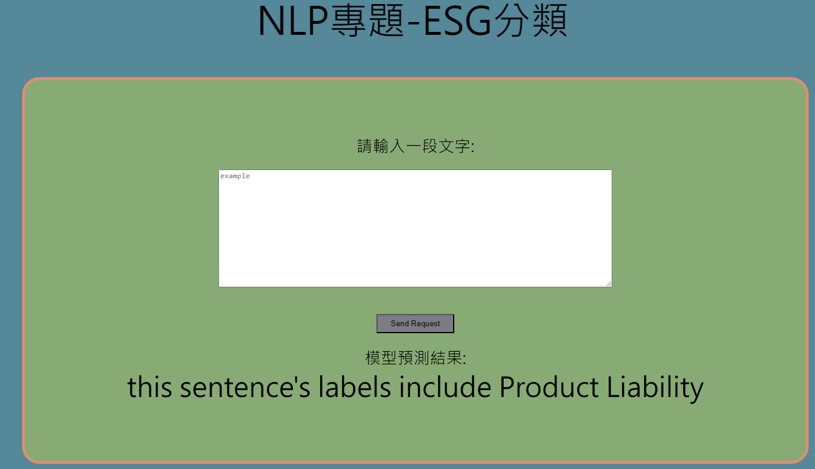 NLP專題-ESG分類
請輸入一段文字:
example
Send Request
模型預測結果:
this sentence's labels include Product Liability